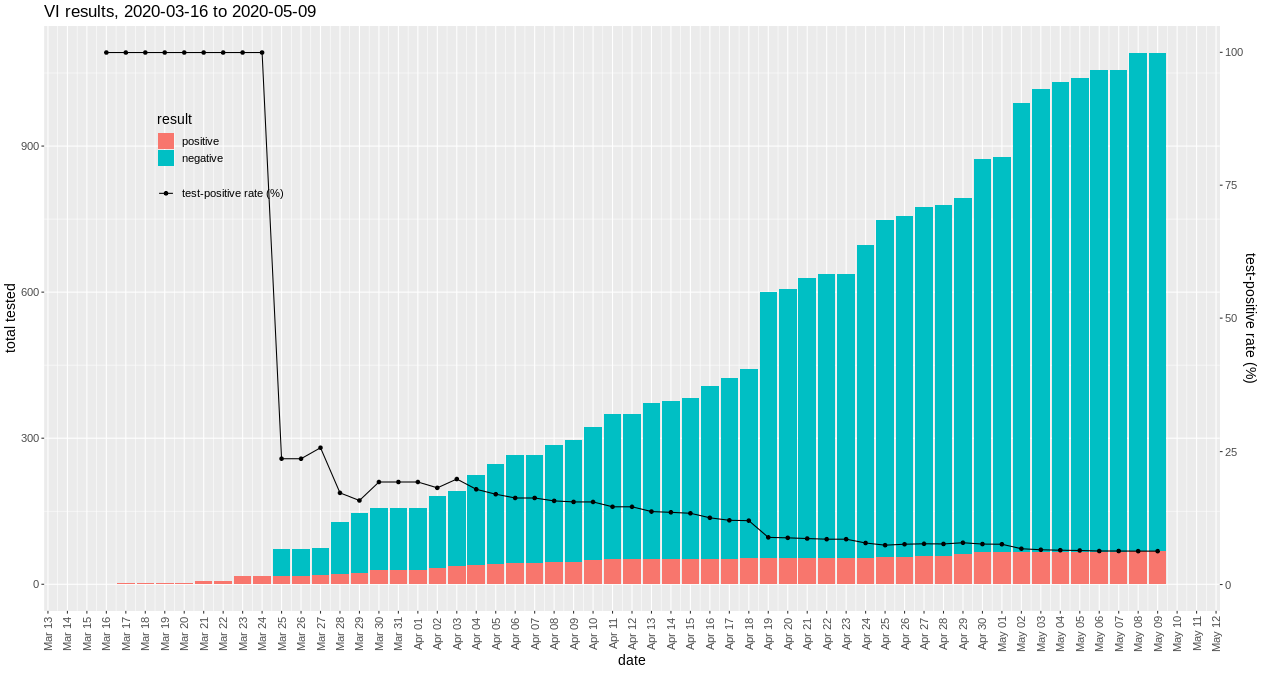 VI results, 2020-03-16 to 2020-05-09
result
positive
negative
test-positive rate (%)
total tested
900
600
300
0
100
75
50
25
0
test-positive rate (%)
Mar 13
Mar 14
Mar 15
Mar 16
Mar 17
Mar 18
Mar 19
Mar 20
Mar 21
Mar 22
Mar 23
Mar 24
Mar 25
Mar 26
Mar 27
Mar 28
Mar 29
Mar 30
Mar 31
Apr 01
Apr 02
Apr 03
Apr 04
Apr 05
Apr 06
Apr 07
Apr 08
Apr 09
Apr 10
Apr 11
Apr 12
Apr 13
Apr 14
Apr 15
Apr 16
Apr 17
Apr 18
Apr 19
Apr 20
Apr 21
Apr 22
Apr 23
Apr 24
Apr 25
Apr 26
Apr 27
Apr 28
Apr 29
Apr 30
May 01
May 02
May 03
May 04
May 05
May 06
May 07
May 08
May 09
May 10
May 11
May 12
date